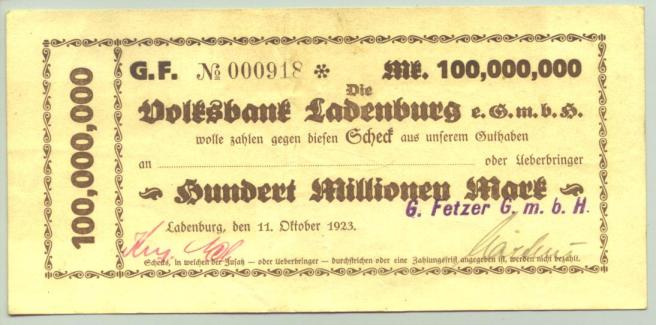 100,000,000
G.F. № 000918 * Mk. 100,000,000
Die
Volksbank Ladenburg e.G.m.b.H.
wolle zahlen gegen diesen Scheck aus unserem Guthaben
an oder Ueberbringer
Hundert Millionen Mark
G. Fetzer G. m. b. H.
Ladenburg, den 11. Oktober 1923.
Schecks, in welchen der Zusatz — oder Ueberbringer — durchstrichen oder eine Zahlungsfrist angegeben ist, werden nicht bezahlt.